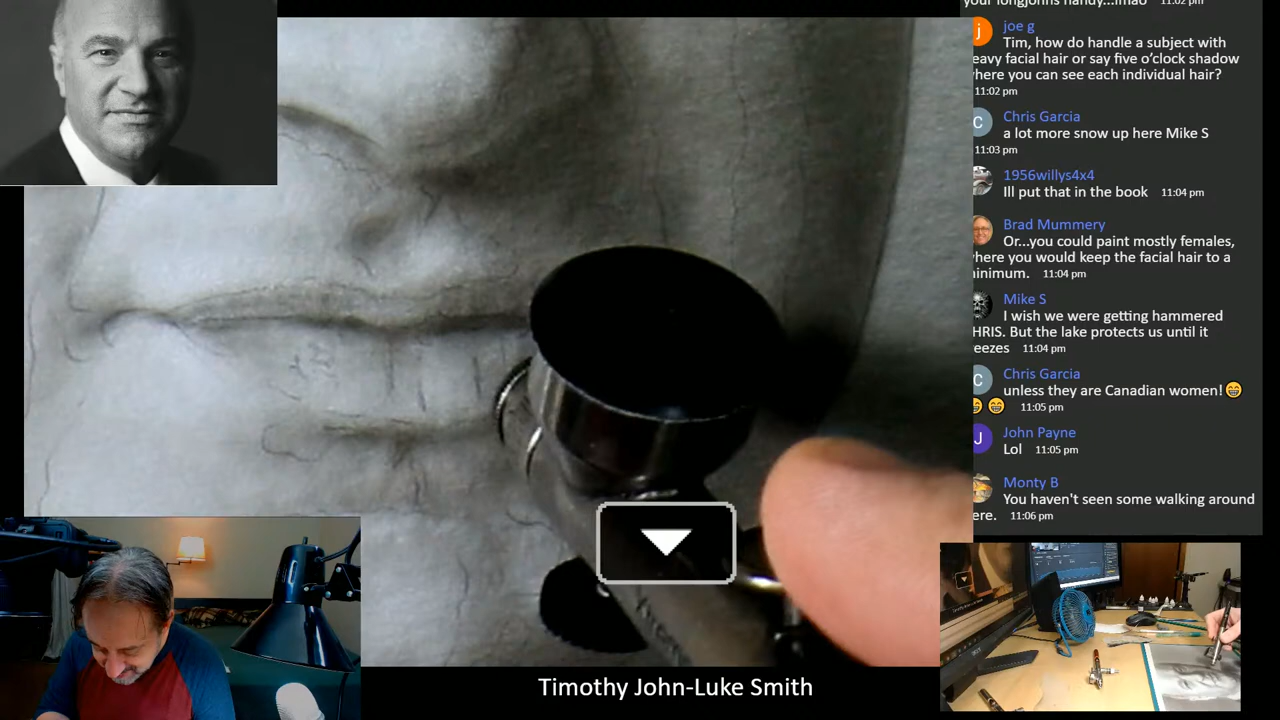 your longjohns handy...lmao 11:02 pm
j
joe g
Tim, how do handle a subject with
eavy facial hair or say five o'clock shadow
here you can see each individual hair?
11:02 pm
C
Chris Garcia
a lot more snow up here Mike S
11:03 pm
1956willys4x4
Ill put that in the book 11:04 pm
Brad Mummery
Or...you could paint mostly females,
here you would keep the facial hair to a
inimum. 11:04 pm
Mike S
I wish we were getting hammered
HRIS. But the lake protects us until it
eezes 11:04 pm
C
Chris Garcia
unless they are Canadian women!😁
😁😁 11:05 pm
J
John Payne
Lol 11:05 pm
Monty B
You haven't seen some walking around
ere. 11:06 pm
Timothy John-Luke Smith